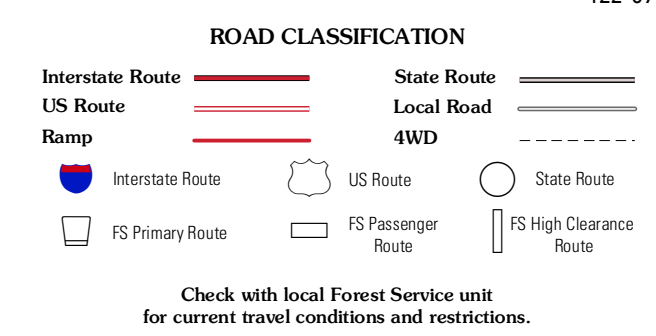 ROAD CLASSIFICATION
Interstate Route
State Route
US Route
Local Road
Ramp
4WD
Interstate Route
US Route
State Route
FS Primary Route
FS Passenger
Route
FS High Clearance
Route
Check with local Forest Service unit
for current travel conditions and restrictions.